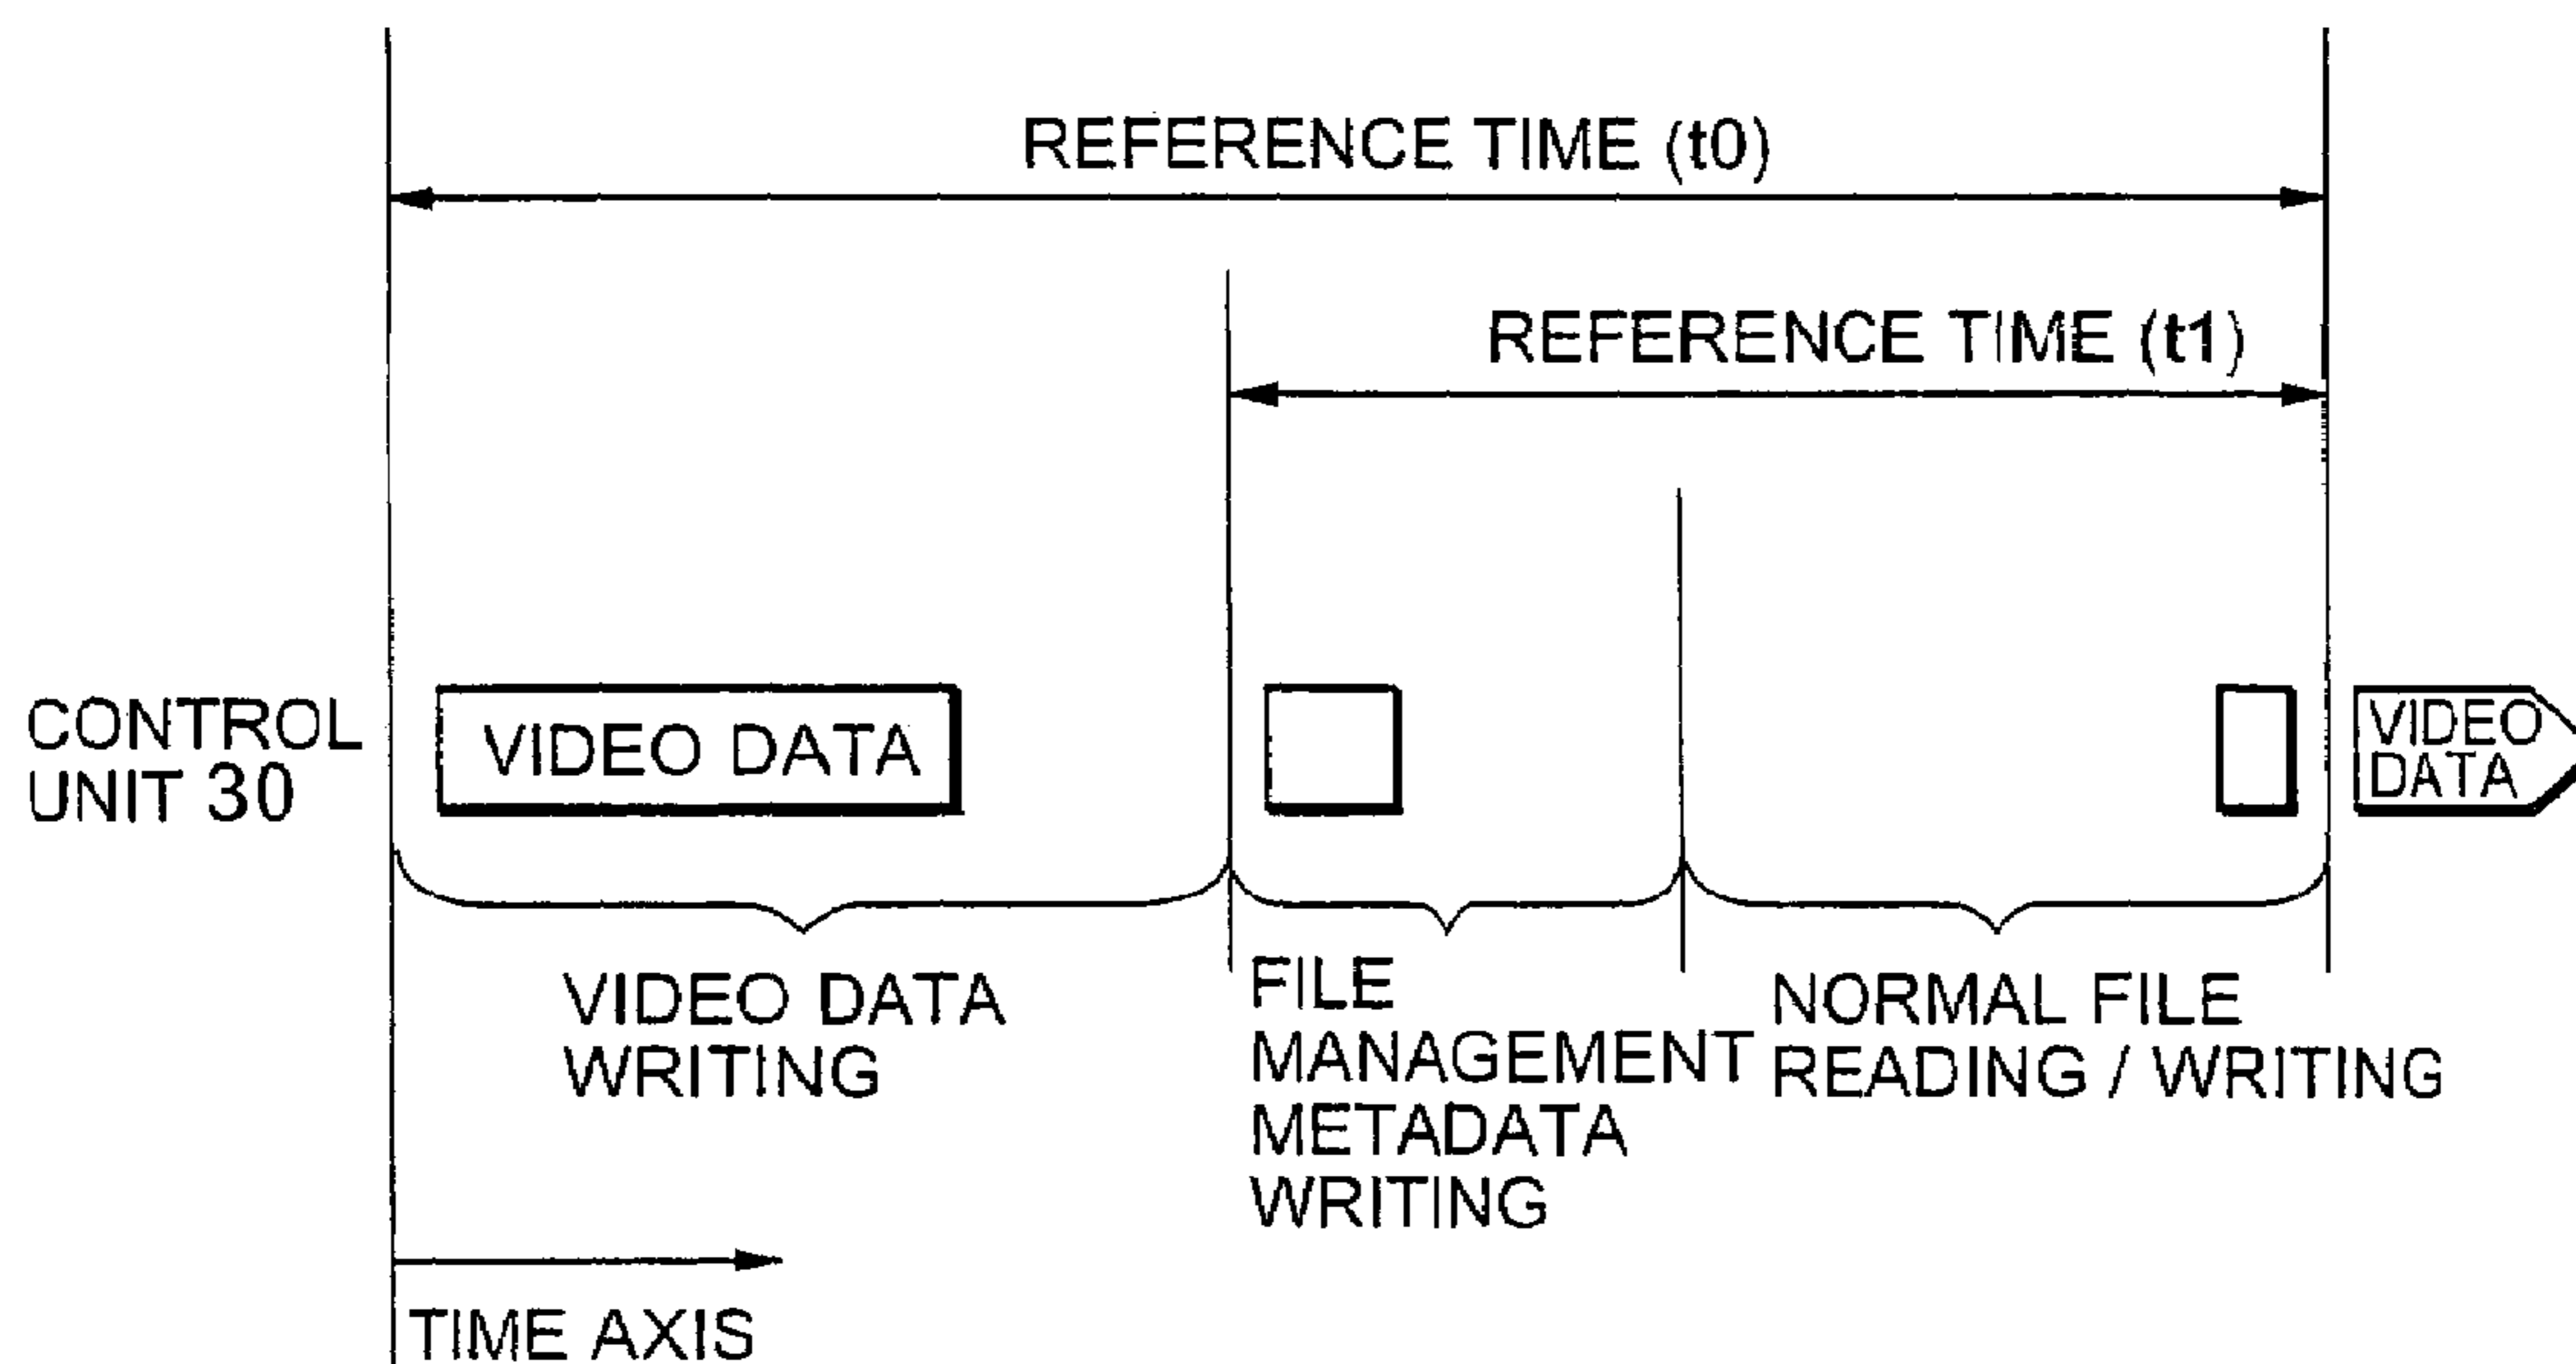 REFERENCE TIME (t0)
REFERENCE TIME (t1)
CONTROL
UNIT 30
VIDEO DATA
VIDEO
DATA
VIDEO DATA
WRITING
FILE
MANAGEMENT
METADATA
WRITING
NORMAL FILE
READING / WRITING
TIME AXIS